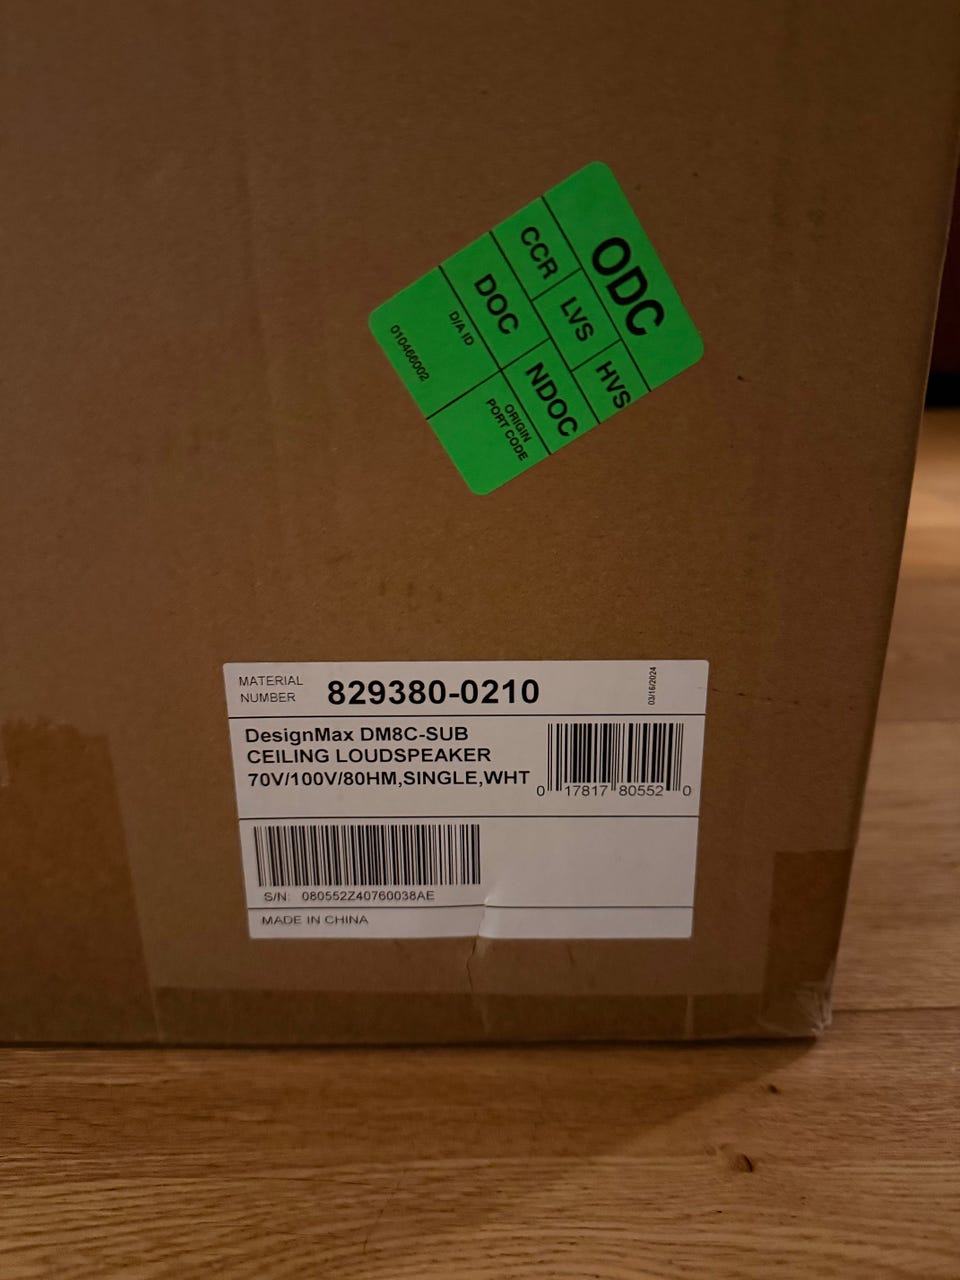 ODC
CCR LVS HVS
DOC NDOC
D/A ID
010466002
ORIGIN
PORT CODE
MATERIAL
NUMBER
829380-0210
03/16/2024
DesignMax DM8C-SUB
CEILING LOUDSPEAKER
70V/100V/80HM,SINGLE,WHT
0 17817 80552 0
S/N: 080552Z40760038AE
MADE IN CHINA